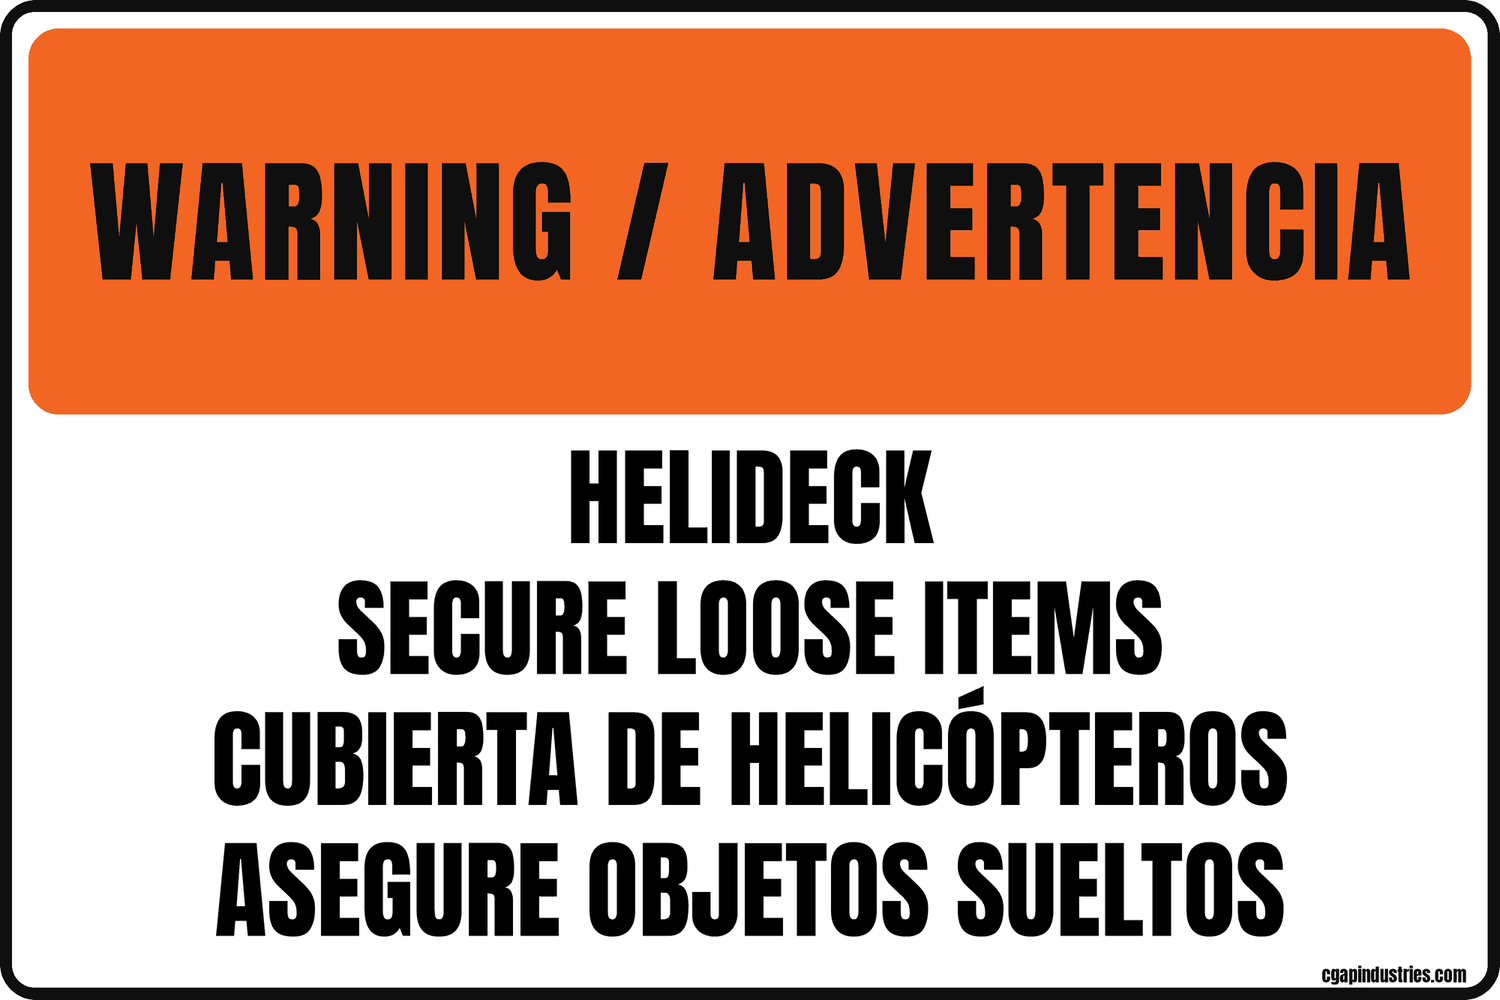 WARNING / ADVERTENCIA
HELIDECK
SECURE LOOSE ITEMS
CUBIERTA DE HELICÓPTEROS
ASEGURE OBJETOS SUELTOS
cgapindustries.com